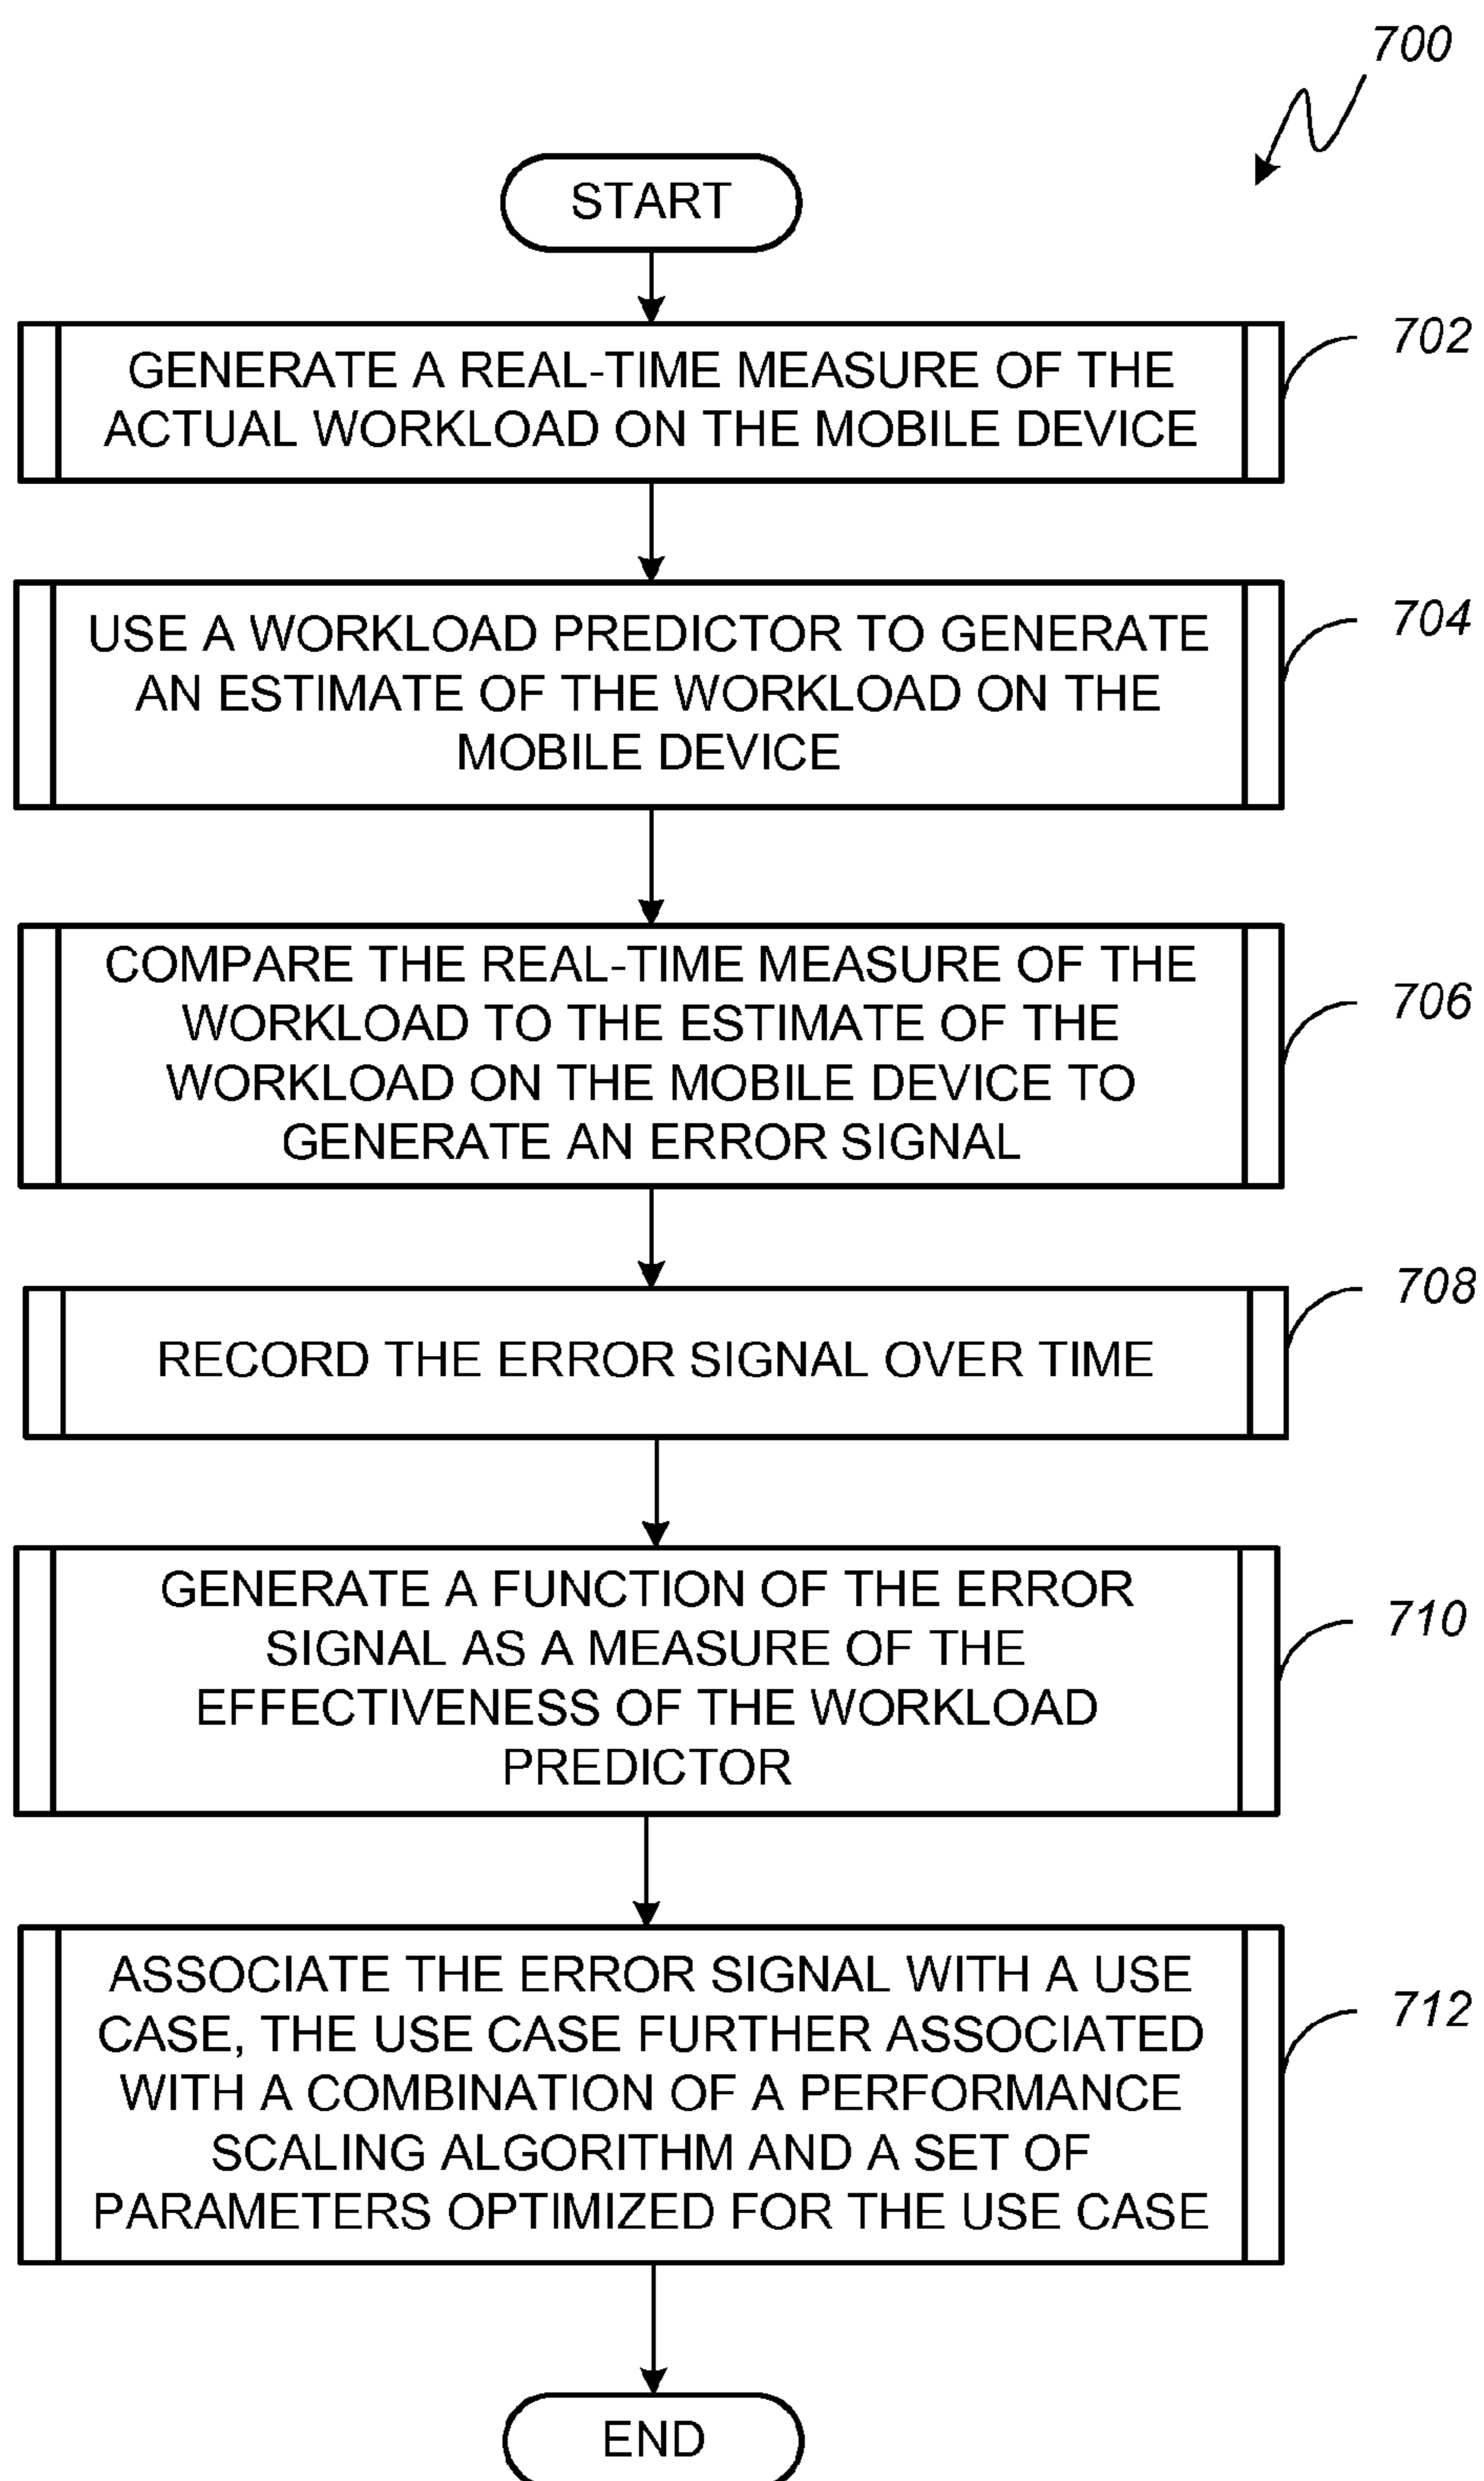 700
START
GENERATE A REAL-TIME MEASURE OF THE
ACTUAL WORKLOAD ON THE MOBILE DEVICE
702
USE A WORKLOAD PREDICTOR TO GENERATE
AN ESTIMATE OF THE WORKLOAD ON THE
MOBILE DEVICE
704
COMPARE THE REAL-TIME MEASURE OF THE
WORKLOAD TO THE ESTIMATE OF THE
WORKLOAD ON THE MOBILE DEVICE TO
GENERATE AN ERROR SIGNAL
706
RECORD THE ERROR SIGNAL OVER TIME
708
GENERATE A FUNCTION OF THE ERROR
SIGNAL AS A MEASURE OF THE
EFFECTIVENESS OF THE WORKLOAD
PREDICTOR
710
ASSOCIATE THE ERROR SIGNAL WITH A USE
CASE, THE USE CASE FURTHER ASSOCIATED
WITH A COMBINATION OF A PERFORMANCE
SCALING ALGORITHM AND A SET OF
PARAMETERS OPTIMIZED FOR THE USE CASE
712
END